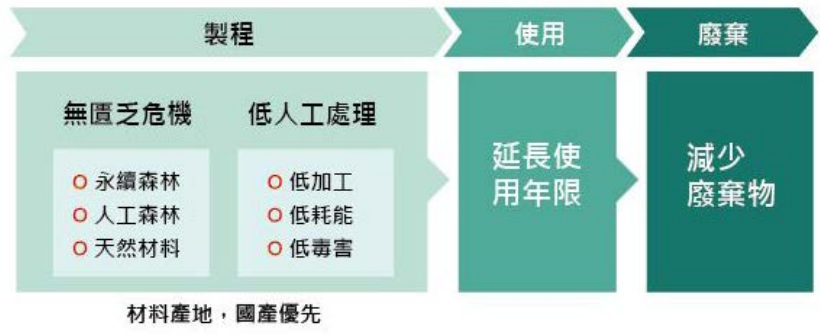 製程
使用
廢棄
無匱乏危機
永續森林
人工森林
天然材料
低人工處理
低加工
低耗能
低毒害
延長使
用年限
減少
廢棄物
材料產地，國產優先